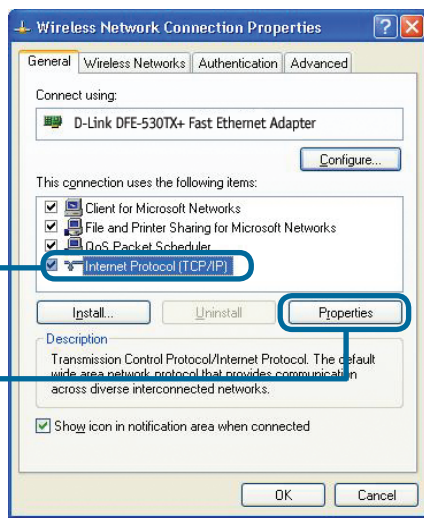 Wireless Network Connection Properties
General Wireless Networks Authentication Advanced
Connect using:
D-Link DFE-530TX+ Fast Ethernet Adapter
Configure...
This connection uses the following items:
Client for Microsoft Networks
File and Printer Sharing for Microsoft Networks
QoS Packet Scheduler
Internet Protocol (TCP/IP)
Install... Uninstall Properties
Description
Transmission Control Protocol/Internet Protocol. The default
wide area network protocol that provides communication
across diverse interconnected networks.
Show icon in notification area when connected
OK Cancel